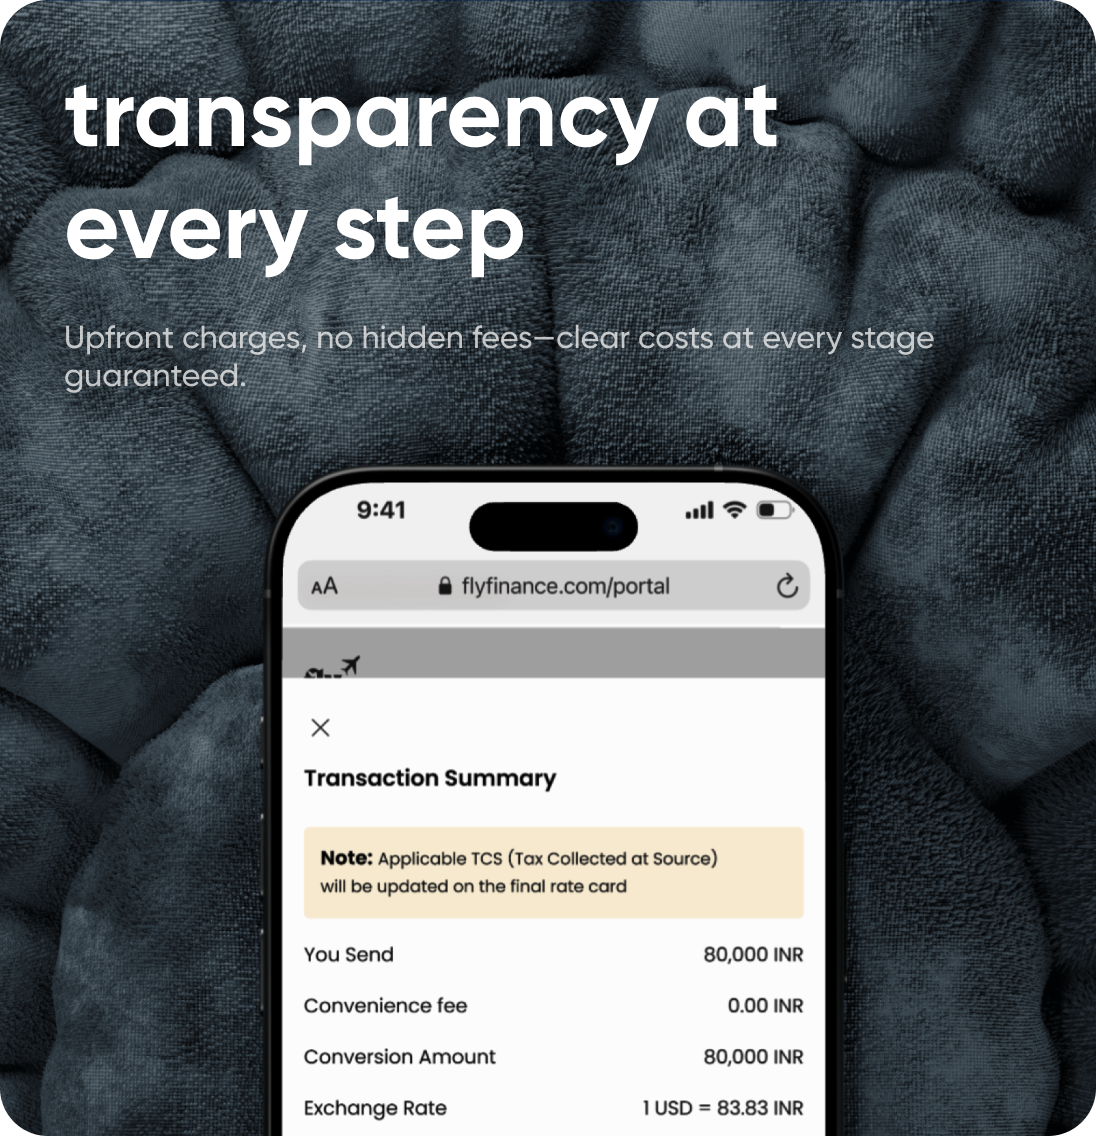 transparency at
every step
Upfront charges, no hidden fees—clear costs at every stage
guaranteed.
9:41
AA flyfinance.com/portal
Transaction Summary
Note: Applicable TCS (Tax Collected at Source)
will be updated on the final rate card
You Send 80,000 INR
Convenience fee 0.00 INR
Conversion Amount 80,000 INR
Exchange Rate 1 USD = 83.83 INR